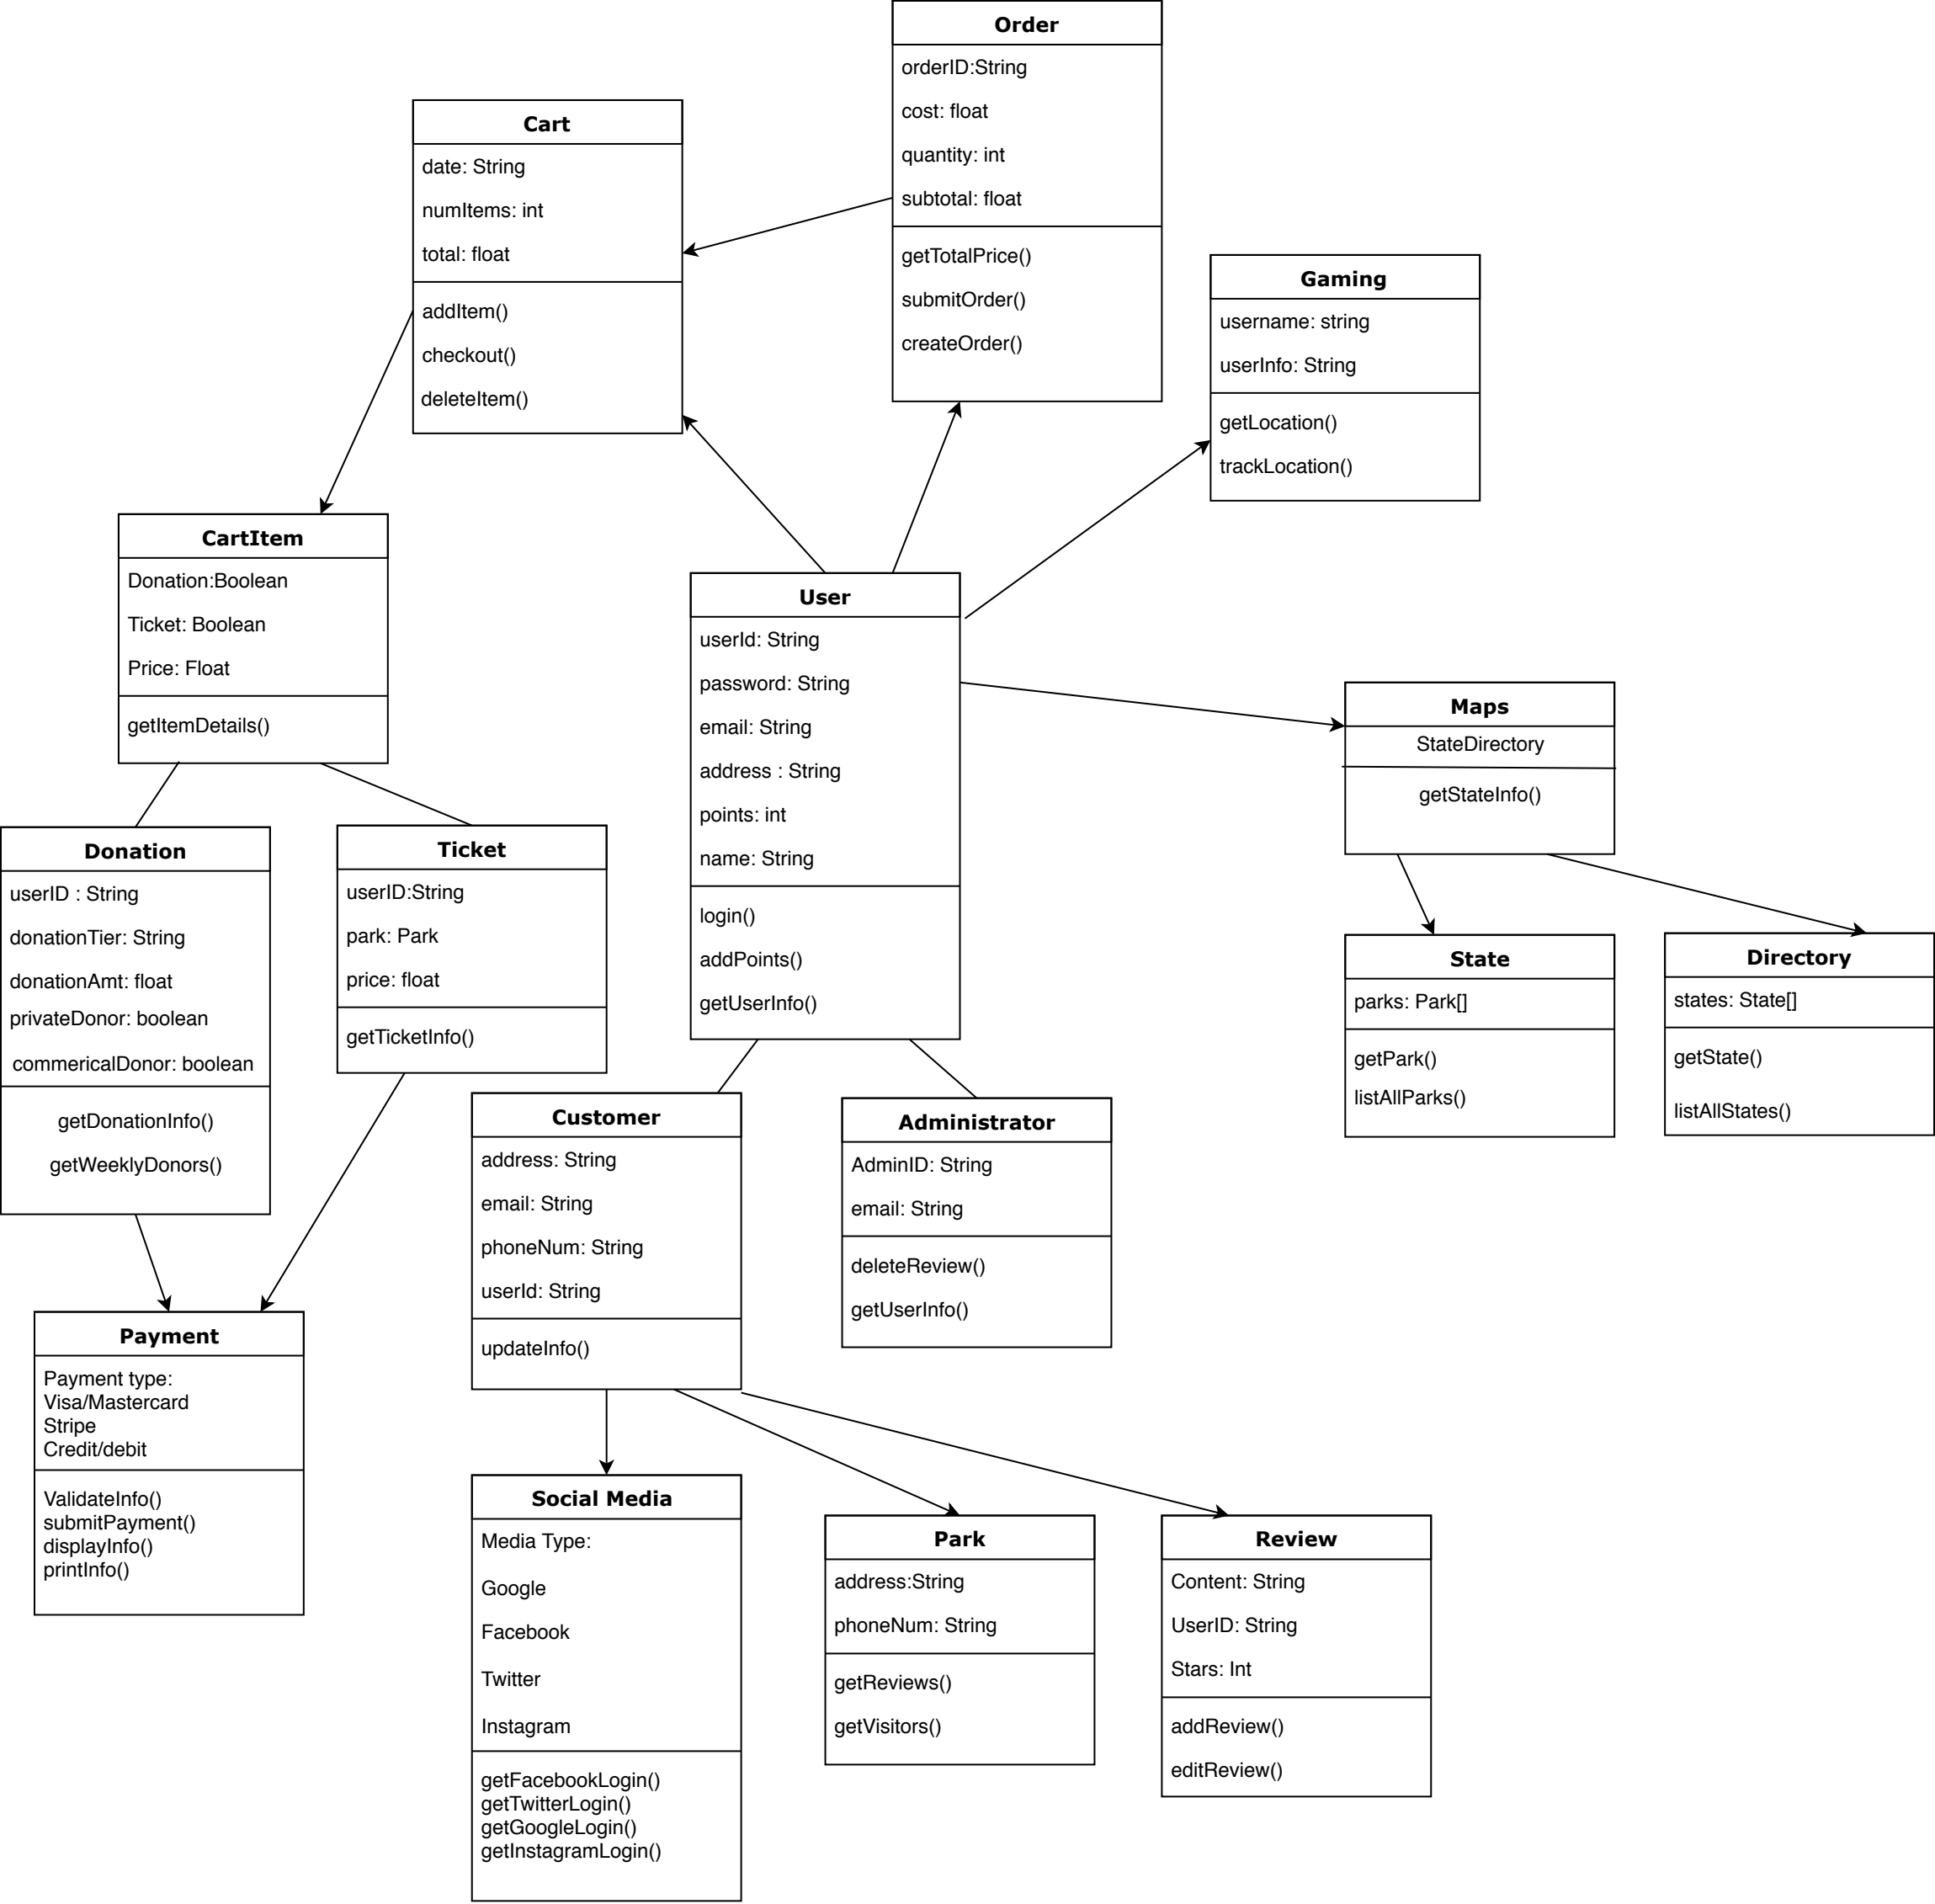 Order
orderID:String
cost: float
quantity: int
subtotal: float
getTotalPrice()
submitOrder()
createOrder()
Cart
date: String
numItems: int
total: float
addItem()
checkout()
deleteItem()
Gaming
username: string
userInfo: String
getLocation()
trackLocation()
CartItem
Donation:Boolean
Ticket: Boolean
Price: Float
getItemDetails()
User
userId: String
password: String
email: String
address : String
points: int
name: String
login()
addPoints()
getUserInfo()
Maps
StateDirectory
getStateInfo()
Donation
userID : String
donationTier: String
donationAmt: float
privateDonor: boolean
commericalDonor: boolean
getDonationInfo()
getWeeklyDonors()
Ticket
userID:String
park: Park
price: float
getTicketInfo()
State
parks: Park[]
getPark()
listAllParks()
Directory
states: State[]
getState()
listAllStates()
Customer
address: String
email: String
phoneNum: String
userId: String
updateInfo()
Administrator
AdminID: String
email: String
deleteReview()
getUserInfo()
Payment
Payment type:
Visa/Mastercard
Stripe
Credit/debit
ValidateInfo()
submitPayment()
displayInfo()
printInfo()
Social Media
Media Type:
Google
Facebook
Twitter
Instagram
getFacebookLogin()
getTwitterLogin()
getGoogleLogin()
getInstagramLogin()
Park
address:String
phoneNum: String
getReviews()
getVisitors()
Review
Content: String
UserID: String
Stars: Int
addReview()
editReview()